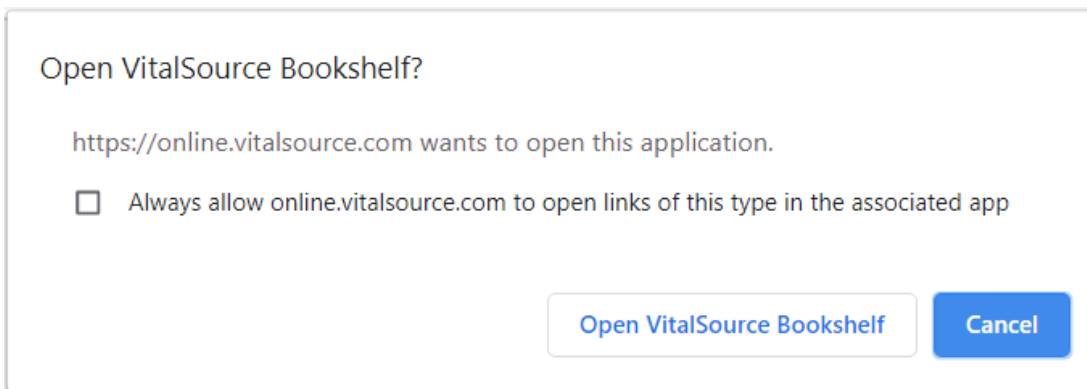 Open VitalSource Bookshelf?
https://online.vitalsource.com wants to open this application.
Always allow online.vitalsource.com to open links of this type in the associated app
Open VitalSource Bookshelf
Cancel